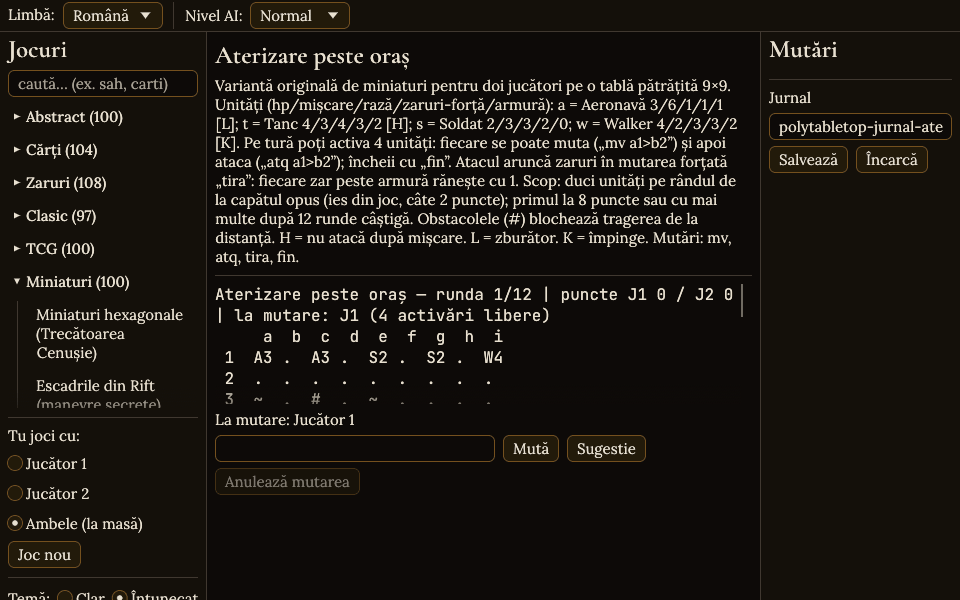 Limbă: Română ▼ Nivel AI: Normal ▼
Jocuri
caută... (ex. sah, carti)
▸ Abstract (100)
▸ Cărți (104)
▸ Zaruri (108)
▸ Clasic (97)
▸ TCG (100)
▾ Miniaturi (100)
Miniaturi hexagonale
(Trecătoarea
Cenușie)
Escadrile din Rift
(manevre secrete)
Tu joci cu:
Jucător 1
Jucător 2
Ambele (la masă)
Joc nou
Temă: Clar Întunecat
Aterizare peste oraș
Variantă originală de miniaturi pentru doi jucători pe o tablă pătrățită 9×9.
Unități (hp/mișcare/rază/zaruri-forță/armură): a = Aeronavă 3/6/1/1/1
[L]; t = Tanc 4/3/4/3/2 [H]; s = Soldat 2/3/3/2/0; w = Walker 4/2/3/3/2
[K]. Pe tură poți activa 4 unități: fiecare se poate muta („mv a1>b2”) și apoi
ataca („atq a1>b2”); încheii cu „fin”. Atacul aruncă zaruri în mutarea forțată
„tira”: fiecare zar peste armură rănește cu 1. Scop: duci unități pe rândul de
la capătul opus (ies din joc, câte 2 puncte); primul la 8 puncte sau cu mai
multe după 12 runde câștigă. Obstacolele (#) blochează tragerea de la
distanță. H = nu atacă după mișcare. L = zburător. K = împinge. Mutări: mv,
atq, tira, fin.
Aterizare peste oraș — runda 1/12 | puncte J1 0 / J2 0
| la mutare: J1 (4 activări libere)
a b c d e f g h i
1 A3 . A3 . S2 . S2 . W4
2 . . . . . . . . .
3 ~ . # . ~ . . . .
La mutare: Jucător 1
Mută Sugestie
Anulează mutarea
Mutări
Jurnal
polytabletop-jurnal-ate
Salvează Încarcă